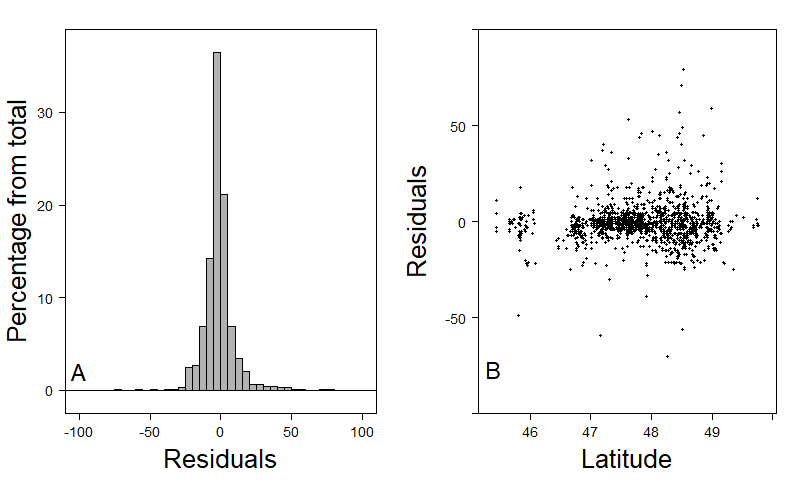 Percentage from total
30
20
10
0
A
-100
-50
0
50
100
Residuals
Residuals
50
0
-50
B
46
47
48
49
Latitude